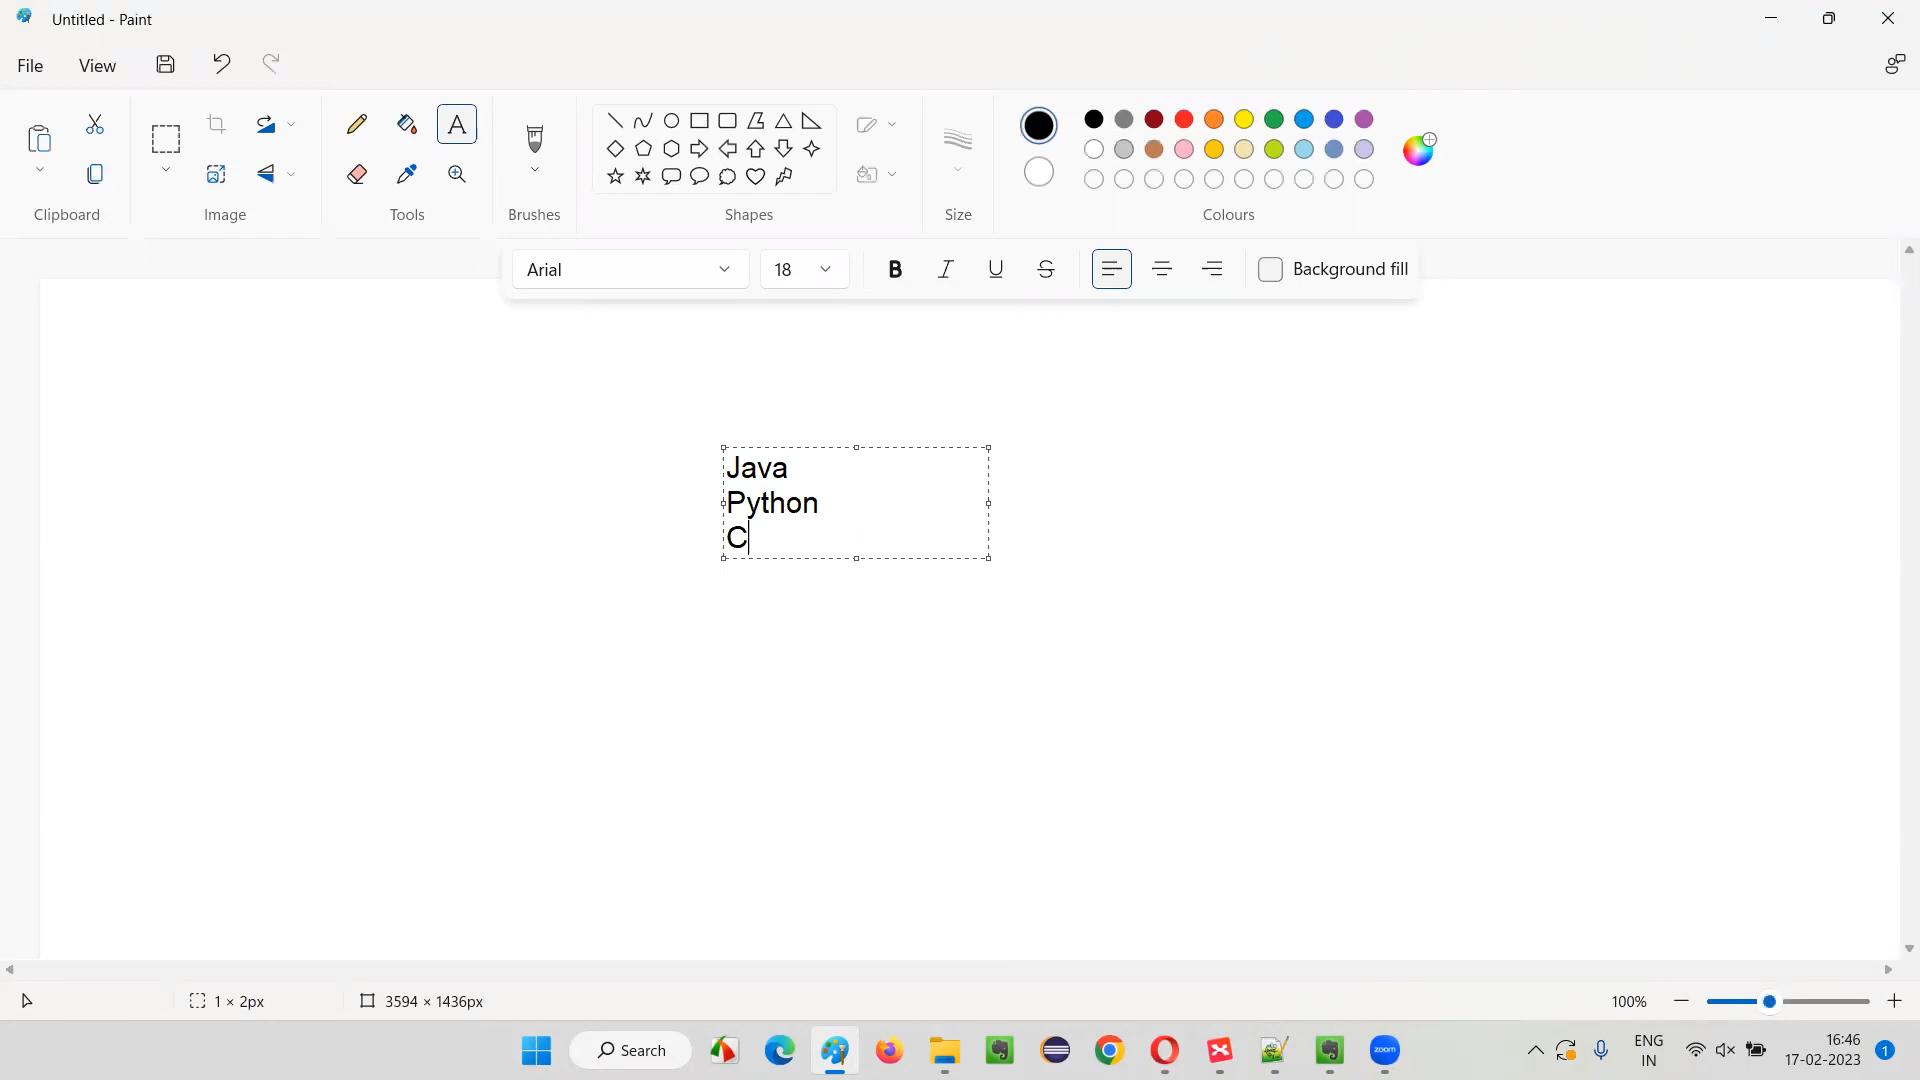 Untitled - Paint
File
View
Clipboard
Image
Tools
Brushes
Shapes
Size
Colours
Arial
18
B
I
U
S
Background fill
Java
Python
C
1 × 2px
3594 × 1436px
100%
Search
zoom
ENG
IN
16:46
17-02-2023
1